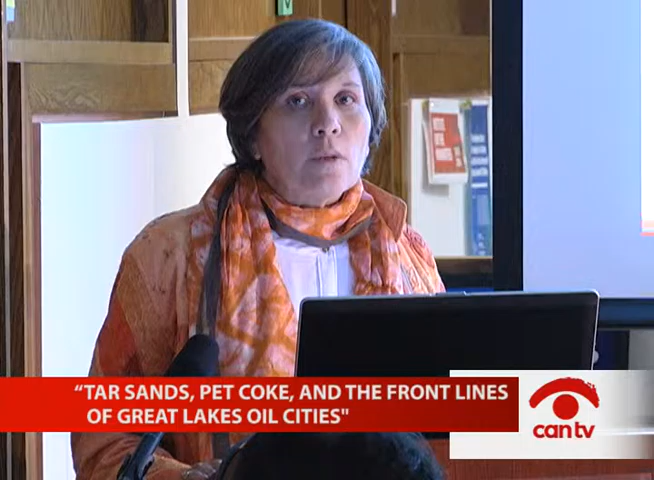 “TAR SANDS, PET COKE, AND THE FRONT LINES
OF GREAT LAKES OIL CITIES"
can tv